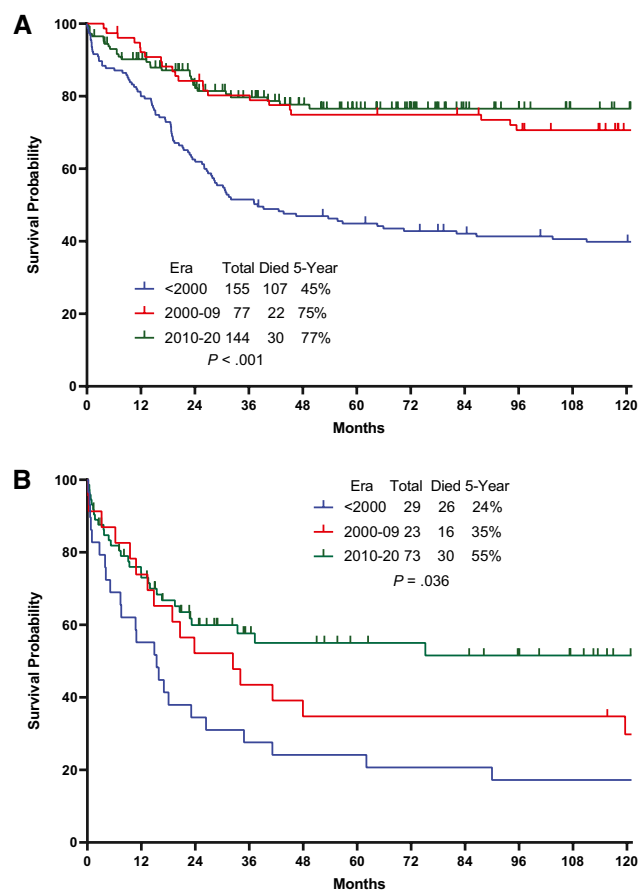 A
Survival Probability
100
80
60
40
20
0
Era Total Died 5-Year
<2000 155 107 45%
2000-09 77 22 75%
2010-20 144 30 77%
P < .001
0 12 24 36 48 60 72 84 96 108 120
Months
B
Survival Probability
100
80
60
40
20
0
Era Total Died 5-Year
<2000 29 26 24%
2000-09 23 16 35%
2010-20 73 30 55%
P = .036
0 12 24 36 48 60 72 84 96 108 120
Months